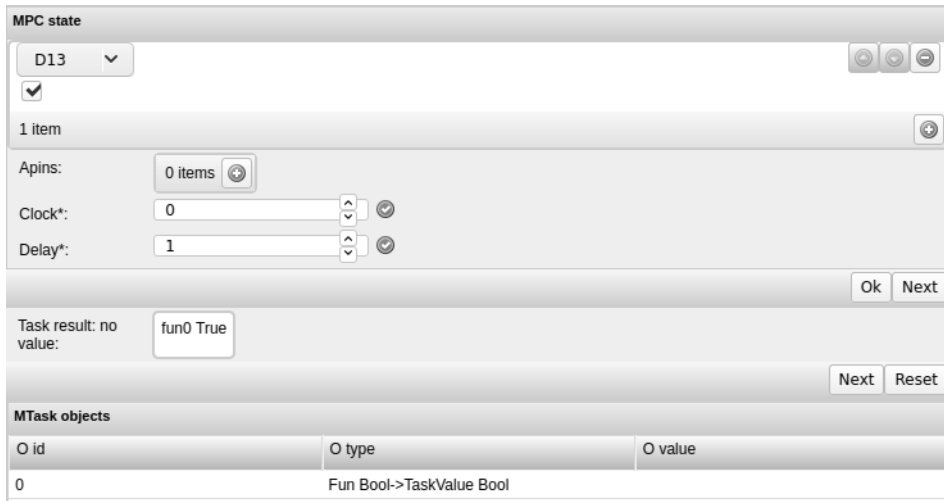 MPC state
D13
1 item
Apins:
0 items
Clock*:
0
Delay*:
1
Ok Next
Task result: no
value:
fun0 True
Next Reset
MTask objects
O id O type O value
0 Fun Bool->TaskValue Bool